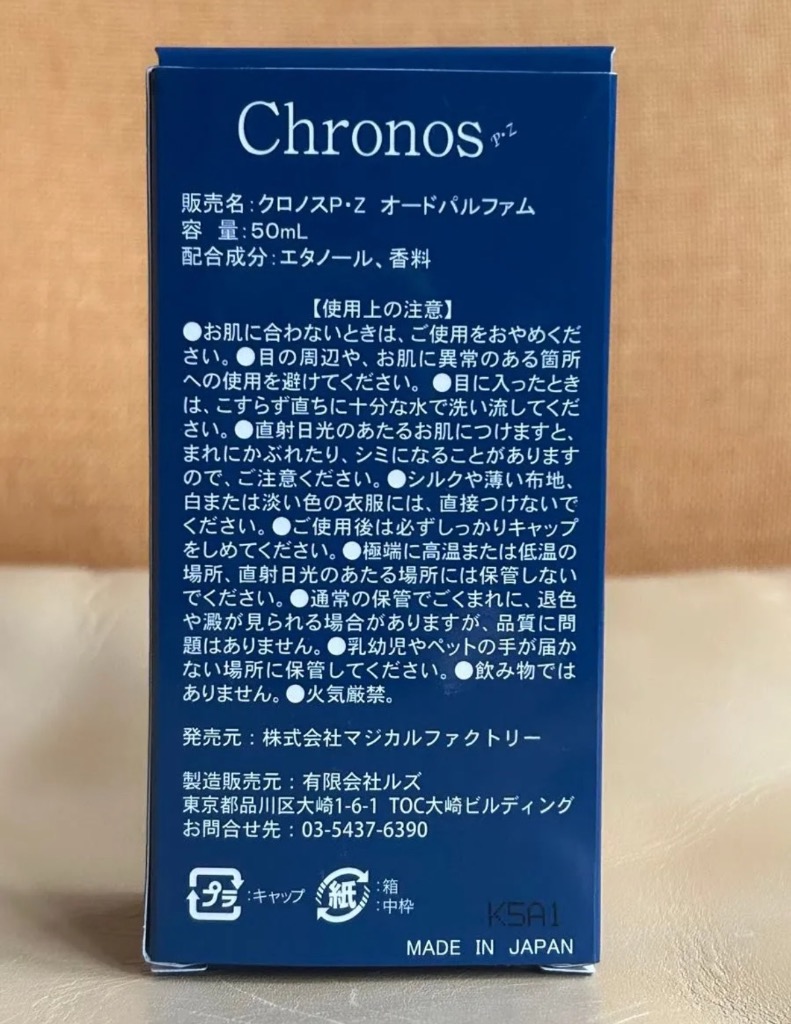 Chronos P・Z
販売名：クロノスP・Z オードパルファム
容 量：50mL
配合成分：エタノール、香料
【使用上の注意】
●お肌に合わないときは、ご使用をおやめくだ
さい。●目の周辺や、お肌に異常のある箇所
への使用を避けてください。●目に入ったとき
は、こすらず直ちに十分な水で洗い流してくだ
さい。●直射日光のあたるお肌につけますと、
まれにかぶれたり、シミになることがあります
ので、ご注意ください。●シルクや薄い布地、
白または淡い色の衣服には、直接つけないで
ください。●ご使用後は必ずしっかりキャップ
をしめてください。●極端に高温または低温の
場所、直射日光のあたる場所には保管しない
でください。●通常の保管でごくまれに、退色
や澱が見られる場合がありますが、品質に問
題はありません。●乳幼児やペットの手が届か
ない場所に保管してください。●飲み物では
ありません。●火気厳禁。
発売元：株式会社マジカルファクトリー
製造販売元：有限会社ルズ
東京都品川区大崎1-6-1 TOC大崎ビルディング
お問合せ先：03-5437-6390
プラ：キャップ 紙：箱
：中枠
K5A1
MADE IN JAPAN